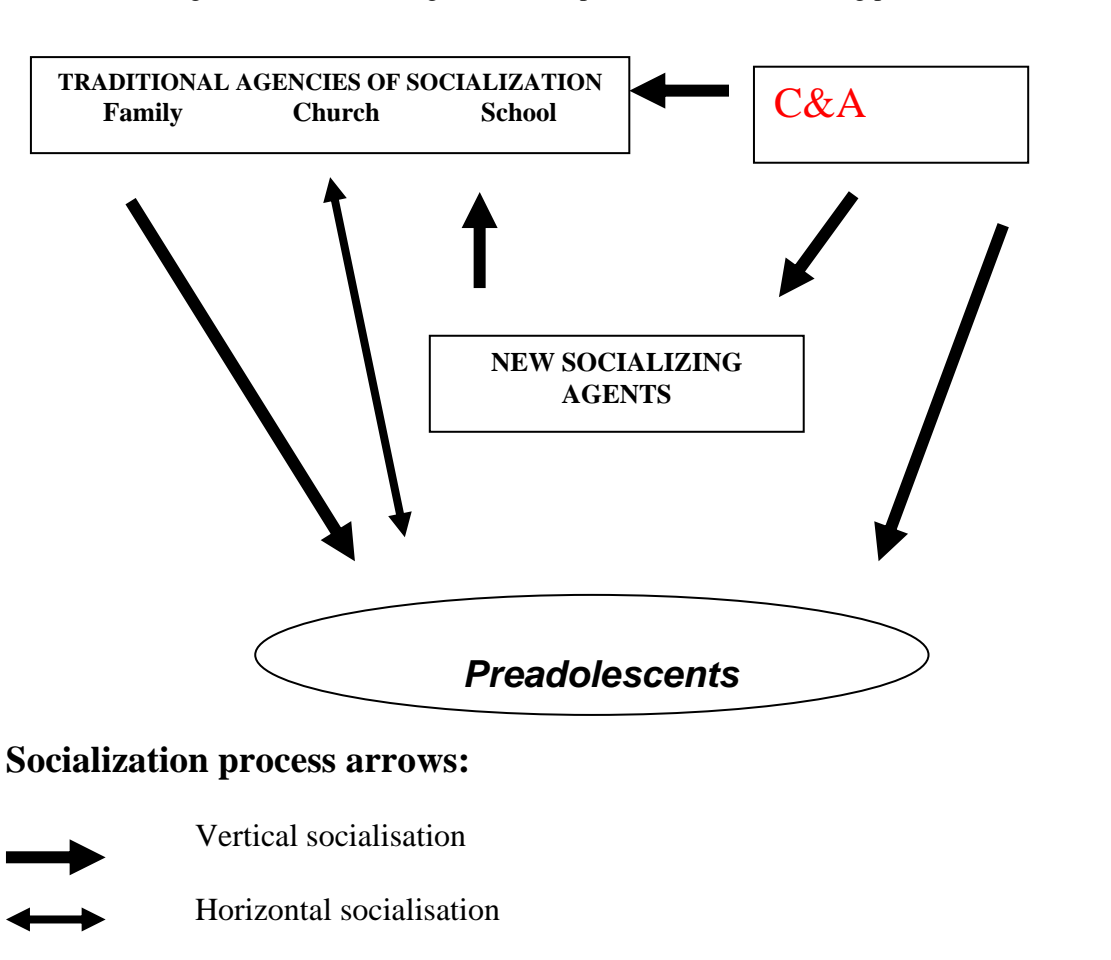 TRADITIONAL AGENCIES OF SOCIALIZATION
Family Church School
C&A
NEW SOCIALIZING
AGENTS
Preadolescents
Socialization process arrows:
Vertical socialisation
Horizontal socialisation